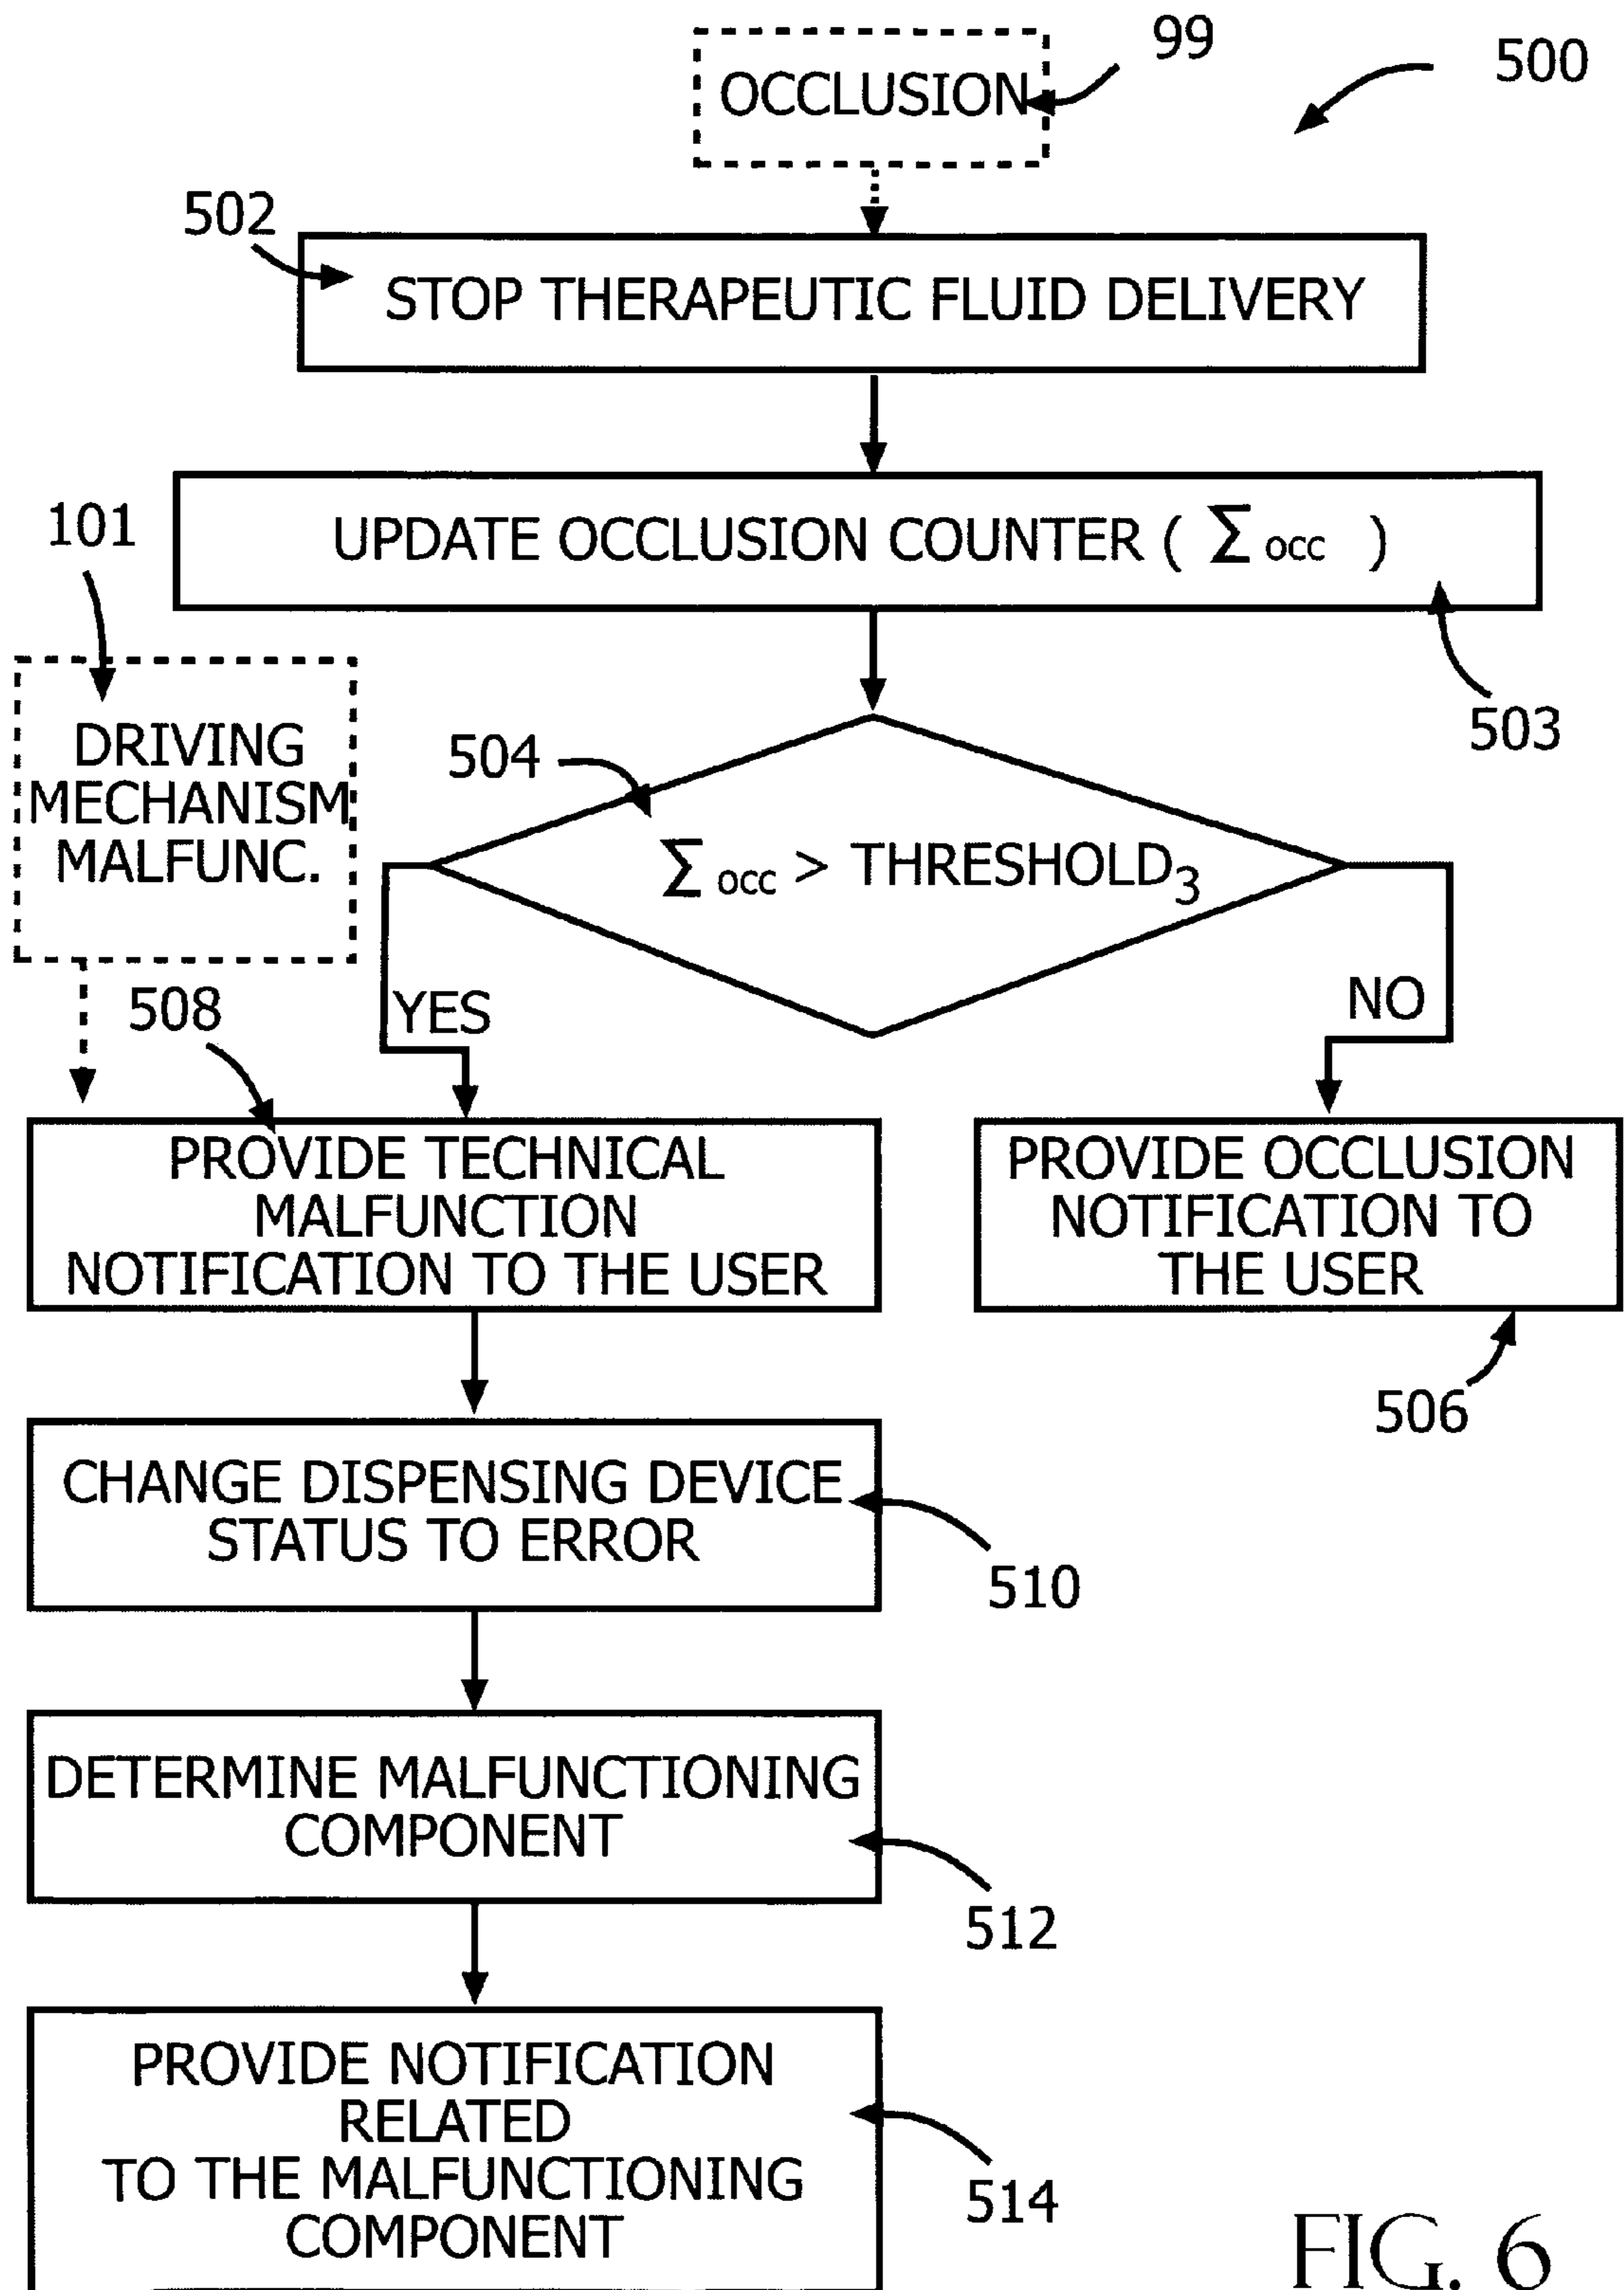 OCCLUSION
99
500
502
STOP THERAPEUTIC FLUID DELIVERY
101
UPDATE OCCLUSION COUNTER ( Σ occ )
503
DRIVING
MECHANISM
MALFUNC.
504
Σ occ > THRESHOLD3
508
YES
NO
PROVIDE TECHNICAL
MALFUNCTION
NOTIFICATION TO THE USER
PROVIDE OCCLUSION
NOTIFICATION TO
THE USER
506
CHANGE DISPENSING DEVICE
STATUS TO ERROR
510
DETERMINE MALFUNCTIONING
COMPONENT
512
PROVIDE NOTIFICATION
RELATED
TO THE MALFUNCTIONING
COMPONENT
514
FIG. 6